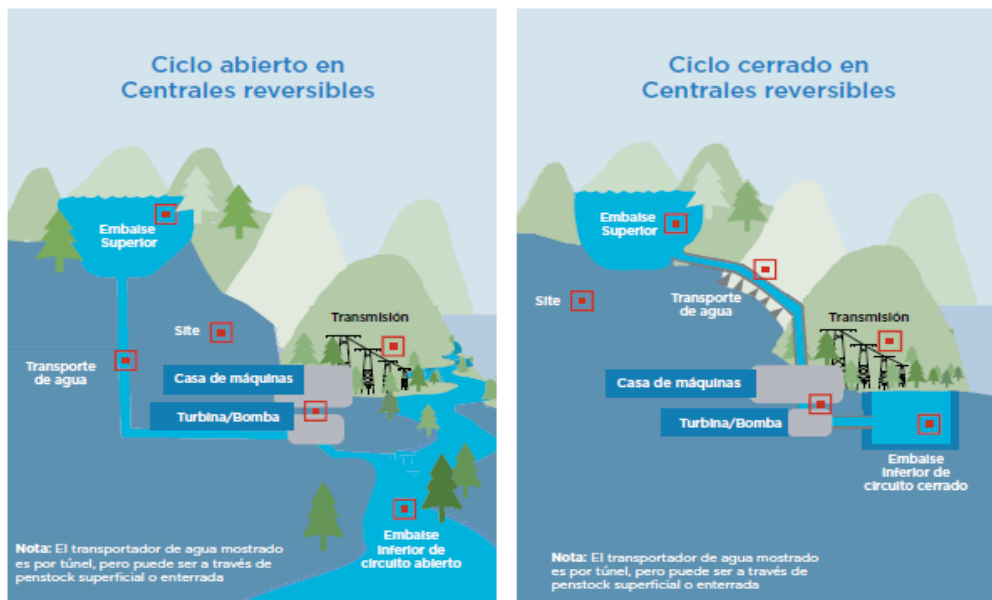 Ciclo abierto en
Centrales reversibles
Embalse
Superior
Site
Transmisión
Transporte
de agua
Casa de máquinas
Turbina/Bomba
Embalse
Inferior de
circuito abierto
Nota: El transportador de agua mostrado
es por túnel, pero puede ser a través de
penstock superficial o enterrada
Ciclo cerrado en
Centrales reversibles
Embalse
Superior
Site
Transporte
de agua
Transmisión
Casa de máquinas
Turbina/Bomba
Embalse
Inferior de
circuito cerrado
Nota: El transportador de agua mostrado
es por túnel, pero puede ser a través de
penstock superficial o enterrada